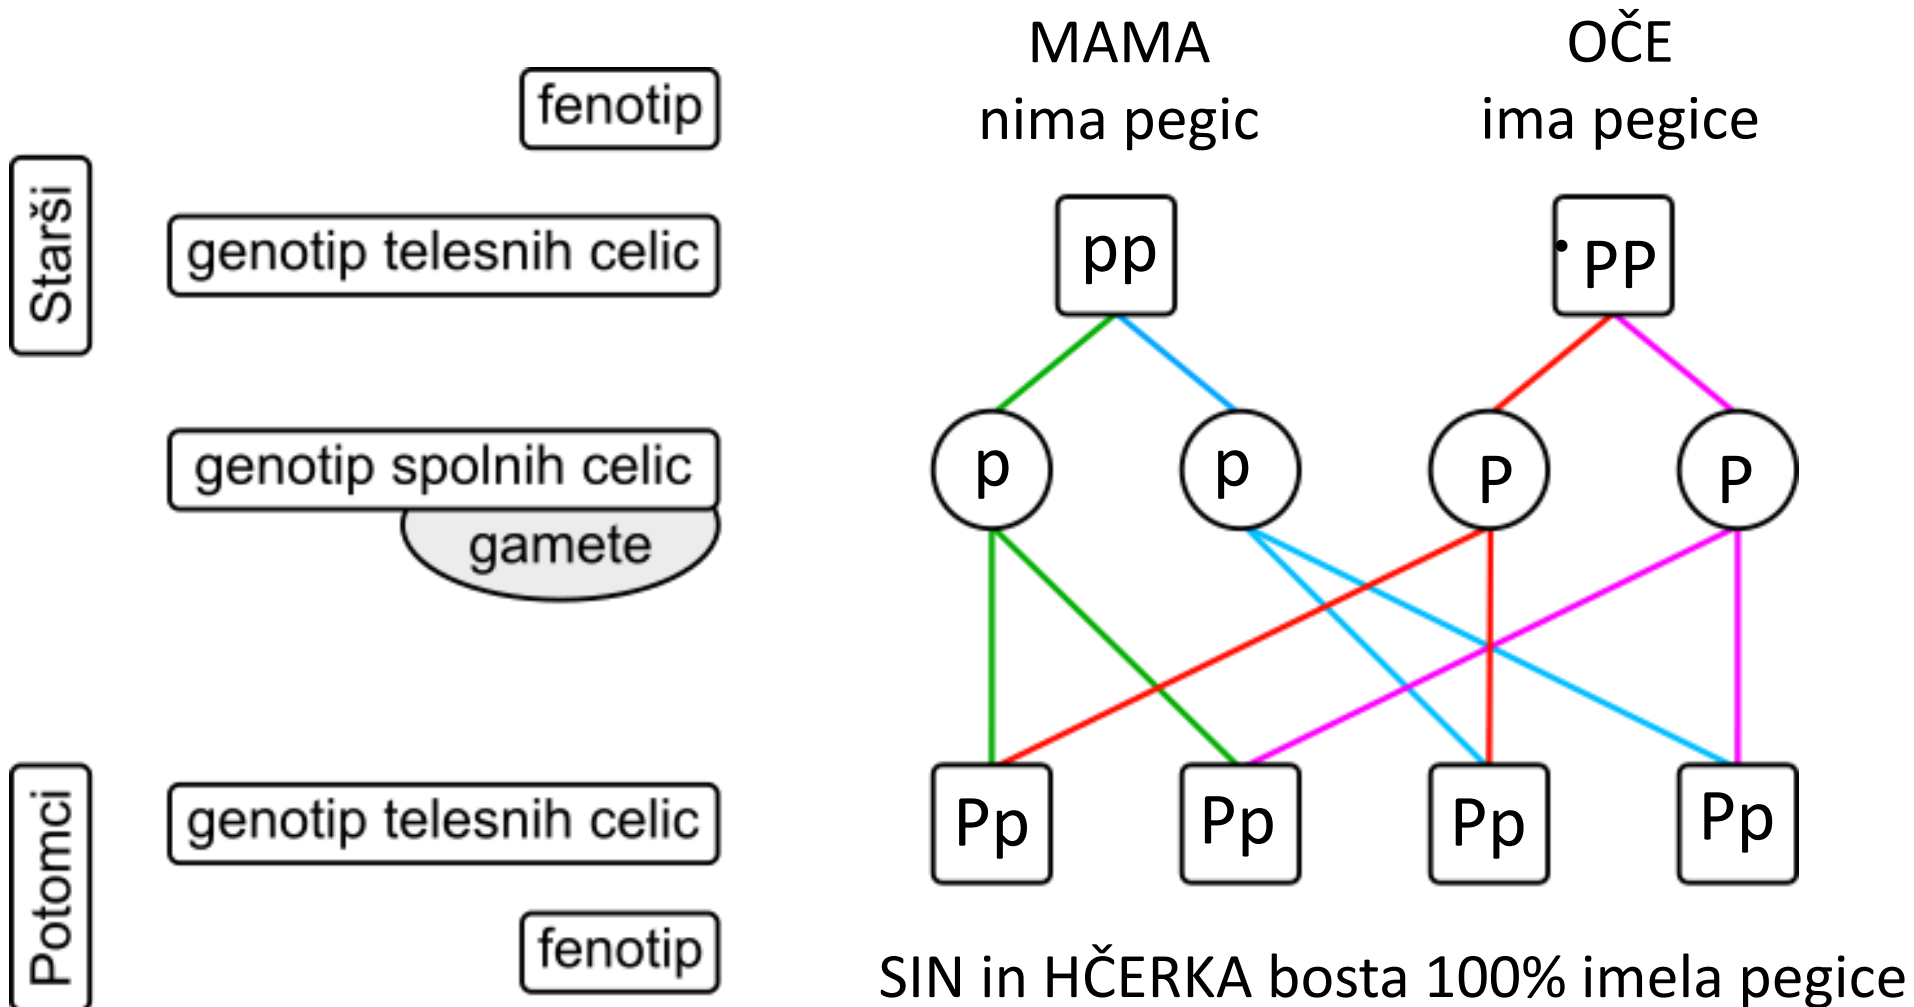 MAMA OČE
fenotip nima pegic ima pegice
Starši
genotip telesnih celic pp • PP
genotip spolnih celic p p P P
gamete
Potomci
genotip telesnih celic Pp Pp Pp Pp
fenotip
SIN in HČERKA bosta 100% imela pegice